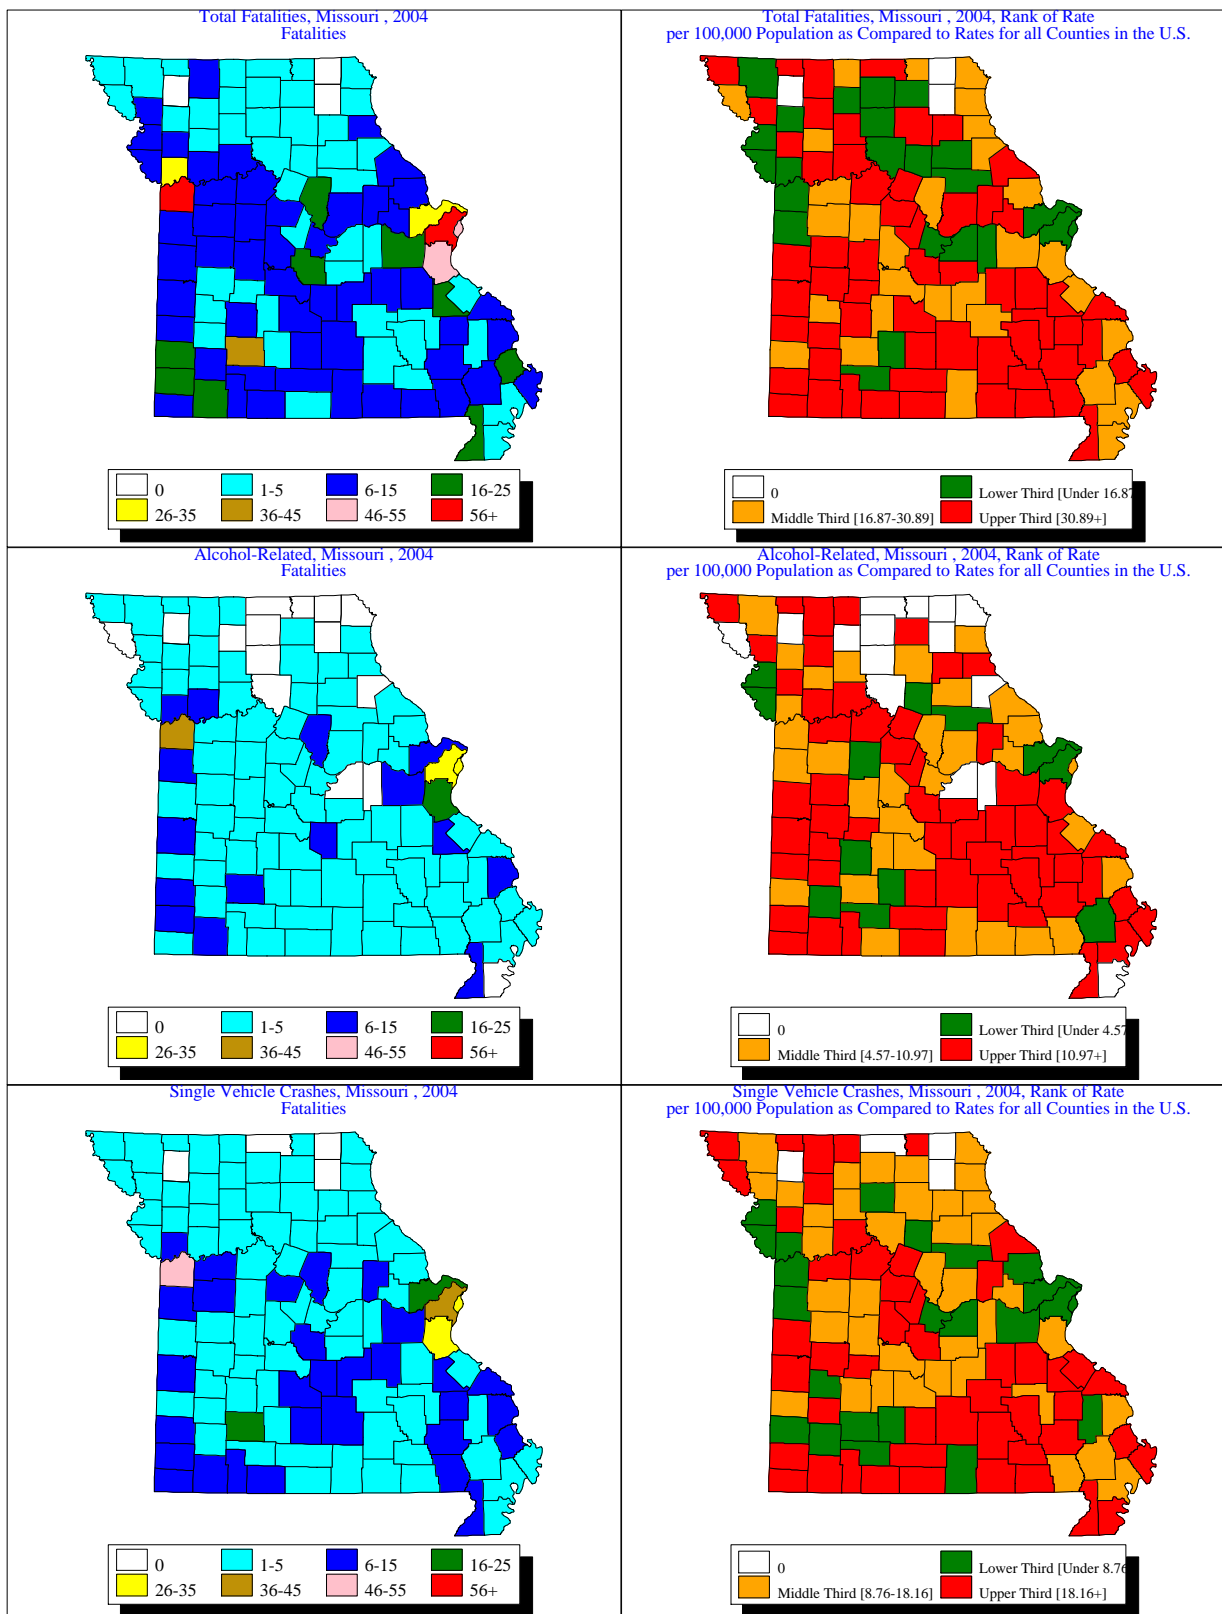 Total Fatalities, Missouri , 2004
Fatalities
0
1-5
6-15
16-25
26-35
36-45
46-55
56+
Total Fatalities, Missouri , 2004, Rank of Rate
per 100,000 Population as Compared to Rates for all Counties in the U.S.
0
Lower Third [Under 16.87
Middle Third [16.87-30.89]
Upper Third [30.89+]
Alcohol-Related, Missouri , 2004
Fatalities
0
1-5
6-15
16-25
26-35
36-45
46-55
56+
Alcohol-Related, Missouri , 2004, Rank of Rate
per 100,000 Population as Compared to Rates for all Counties in the U.S.
0
Lower Third [Under 4.57
Middle Third [4.57-10.97]
Upper Third [10.97+]
Single Vehicle Crashes, Missouri , 2004
Fatalities
0
1-5
6-15
16-25
26-35
36-45
46-55
56+
Single Vehicle Crashes, Missouri , 2004, Rank of Rate
per 100,000 Population as Compared to Rates for all Counties in the U.S.
0
Lower Third [Under 8.76
Middle Third [8.76-18.16]
Upper Third [18.16+]